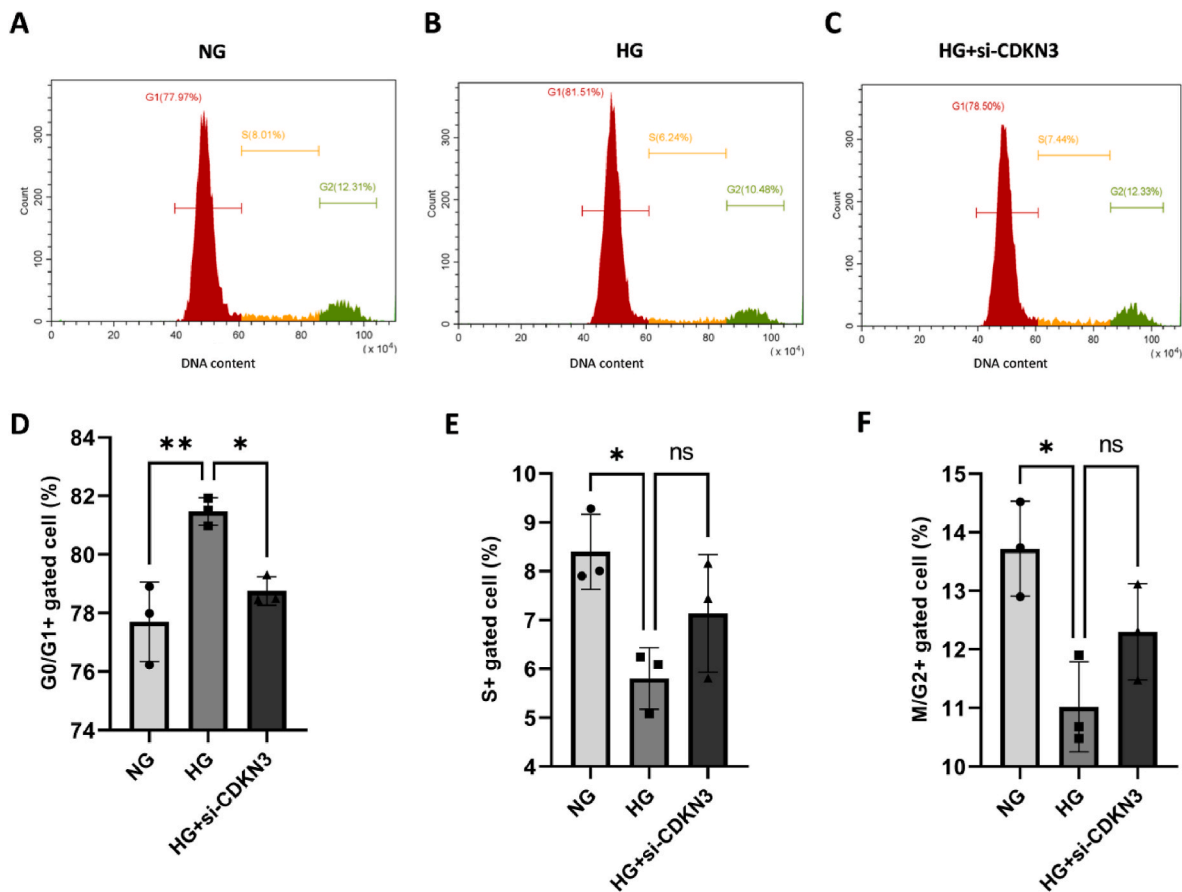 A
NG
G1(77.97%)
S(8.01%)
G2(12.31%)
Count
0
100
200
300
0
20
40
60
80
100
(x 10⁴)
DNA content
B
HG
G1(81.51%)
S(6.24%)
G2(10.48%)
Count
0
100
200
300
0
20
40
60
80
100
(x 10⁴)
DNA content
C
HG+si-CDKN3
G1(78.50%)
S(7.44%)
G2(12.33%)
Count
0
100
200
300
0
20
40
60
80
100
(x 10⁴)
DNA content
D
G0/G1+ gated cell (%)
84
82
80
78
76
74
**
*
NG
HG
HG+si-CDKN3
E
S+ gated cell (%)
10
9
8
7
6
5
4
*
ns
NG
HG
HG+si-CDKN3
F
M/G2+ gated cell (%)
15
14
13
12
11
10
*
ns
NG
HG
HG+si-CDKN3